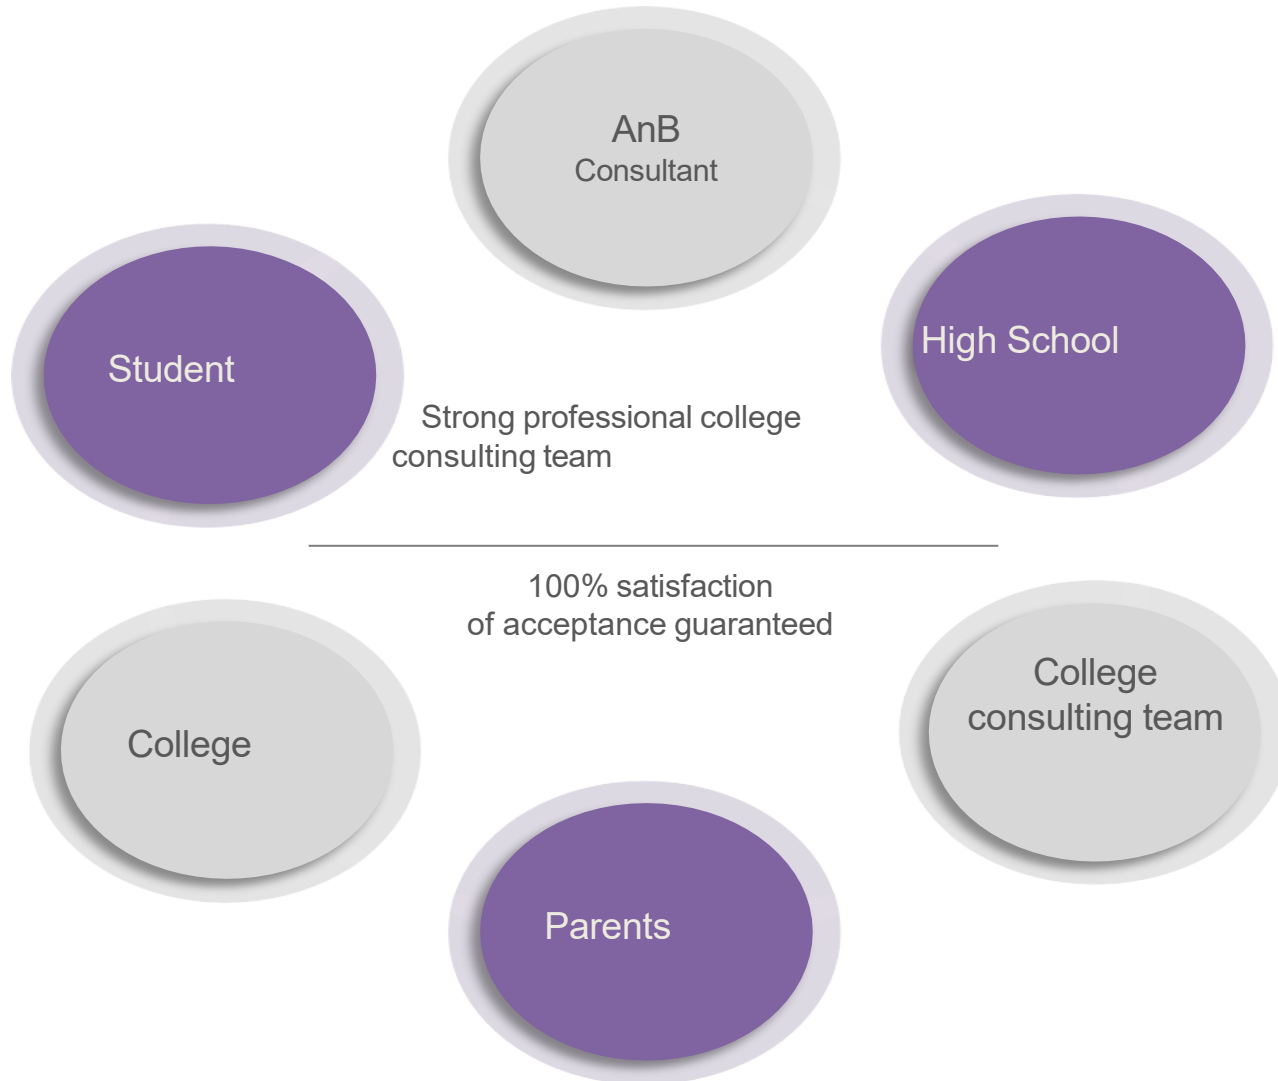 AnB
Consultant
High School
Student
Strong professional college
consulting team
100% satisfaction
of acceptance guaranteed
College
consulting team
College
Parents